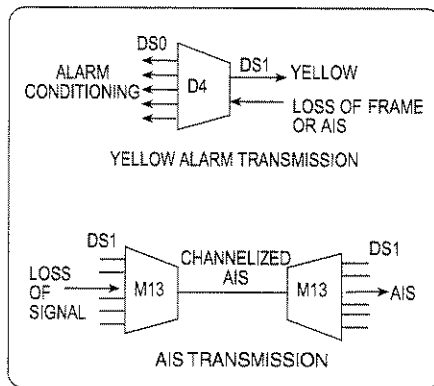 DS0
DS1
ALARM
CONDITIONING
D4
YELLOW
LOSS OF FRAME
OR AIS
YELLOW ALARM TRANSMISSION
DS1
CHANNELIZED
AIS
DS1
LOSS
OF
SIGNAL
M13
M13
AIS
AIS TRANSMISSION